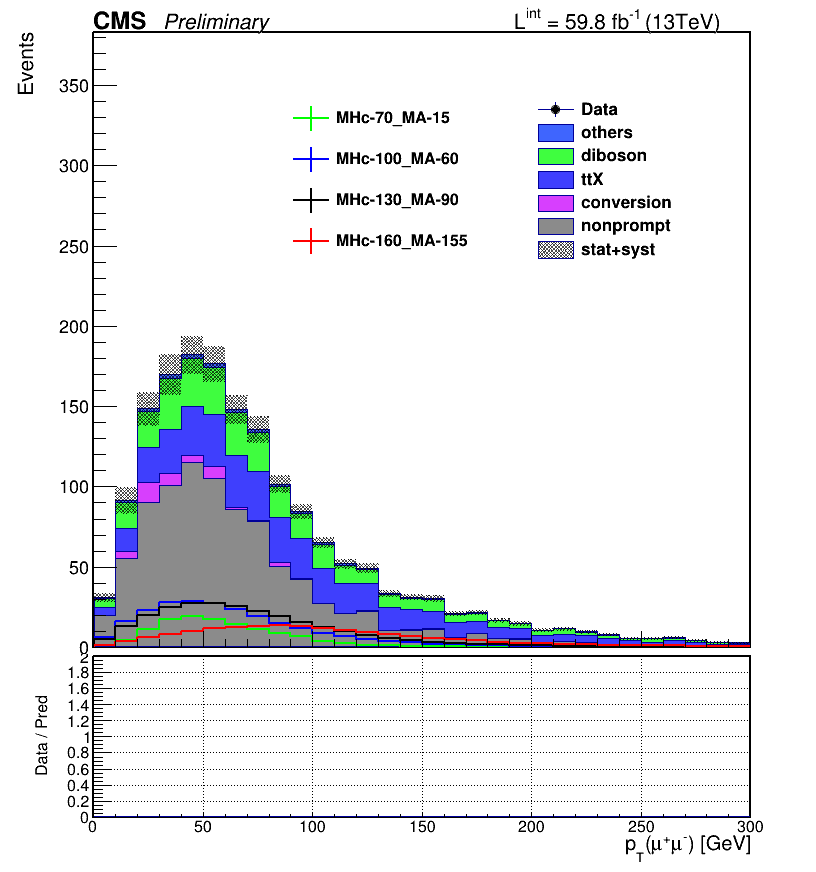 CMS Preliminary L^int = 59.8 fb^-1 (13TeV)
Events
350
300
250
200
150
100
50
0
MHc-70_MA-15
MHc-100_MA-60
MHc-130_MA-90
MHc-160_MA-155
Data
others
diboson
ttX
conversion
nonprompt
stat+syst
Data / Pred
2
1.8
1.6
1.4
1.2
1
0.8
0.6
0.4
0.2
0
0 50 100 150 200 250 300
p_T(μ^+μ^-) [GeV]